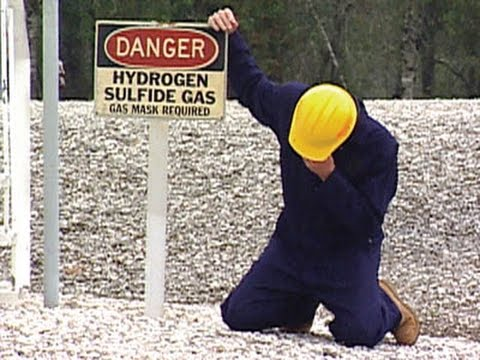 DANGER
HYDROGEN
SULFIDE GAS
GAS MASK REQUIRED